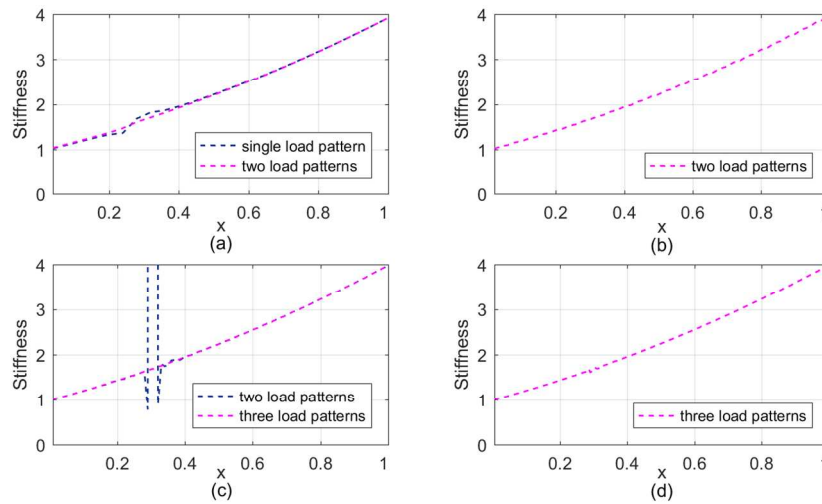 4
3
2
1
0
Stiffness
single load pattern
two load patterns
0.2 0.4 0.6 0.8 1
x
(a)
4
3
2
1
0
Stiffness
two load patterns
0.2 0.4 0.6 0.8 1
x
(b)
4
3
2
1
0
Stiffness
two load patterns
three load patterns
0.2 0.4 0.6 0.8 1
x
(c)
4
3
2
1
0
Stiffness
three load patterns
0.2 0.4 0.6 0.8 1
x
(d)